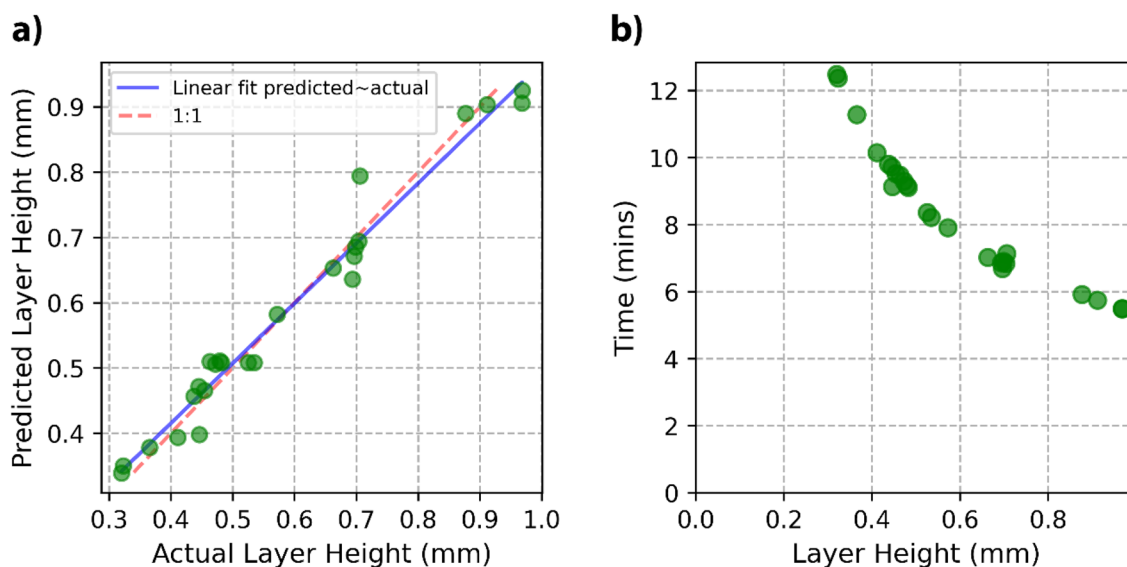 a)
Linear fit predicted~actual
1:1
Predicted Layer Height (mm)
0.9
0.8
0.7
0.6
0.5
0.4
0.3 0.4 0.5 0.6 0.7 0.8 0.9 1.0
Actual Layer Height (mm)
b)
Time (mins)
12
10
8
6
4
2
0
0.0 0.2 0.4 0.6 0.8
Layer Height (mm)